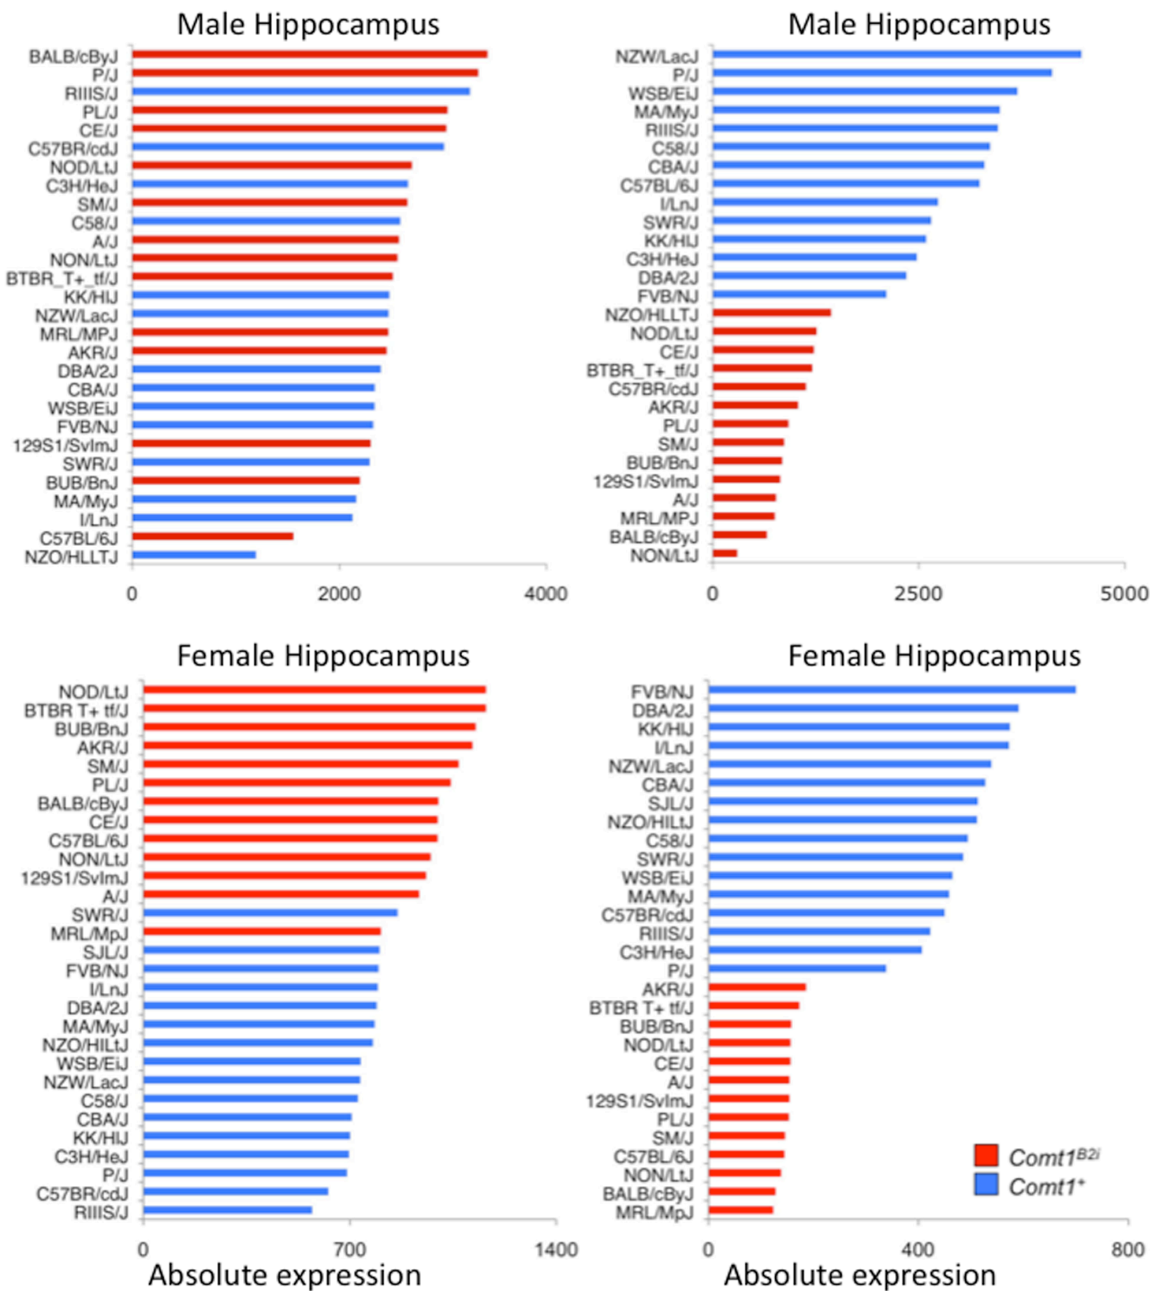 Male Hippocampus
BALB/cByJ
P/J
RIIIS/J
PL/J
CE/J
C57BR/cdJ
NOD/LtJ
C3H/HeJ
SM/J
C58/J
A/J
NON/LtJ
BTBR_T+_tf/J
KK/HIJ
NZW/LacJ
MRL/MPJ
AKR/J
DBA/2J
CBA/J
WSB/EiJ
FVB/NJ
129S1/SvImJ
SWR/J
BUB/BnJ
MA/MyJ
I/LnJ
C57BL/6J
NZO/HLLTJ
0 2000 4000
Male Hippocampus
NZW/LacJ
P/J
WSB/EiJ
MA/MyJ
RIIIS/J
C58/J
CBA/J
C57BL/6J
I/LnJ
SWR/J
KK/HIJ
C3H/HeJ
DBA/2J
FVB/NJ
NZO/HLLTJ
NOD/LtJ
CE/J
BTBR_T+_tf/J
C57BR/cdJ
AKR/J
PL/J
SM/J
BUB/BnJ
129S1/SvImJ
A/J
MRL/MPJ
BALB/cByJ
NON/LtJ
0 2500 5000
Female Hippocampus
NOD/LtJ
BTBR T+ tf/J
BUB/BnJ
AKR/J
SM/J
PL/J
BALB/cByJ
CE/J
C57BL/6J
NON/LtJ
129S1/SvImJ
A/J
SWR/J
MRL/MpJ
SJL/J
FVB/NJ
I/LnJ
DBA/2J
MA/MyJ
NZO/HILtJ
WSB/EiJ
NZW/LacJ
C58/J
CBA/J
KK/HIJ
C3H/HeJ
P/J
C57BR/cdJ
RIIIS/J
0 700 1400
Absolute expression
Female Hippocampus
FVB/NJ
DBA/2J
KK/HIJ
I/LnJ
NZW/LacJ
CBA/J
SJL/J
NZO/HILtJ
C58/J
SWR/J
WSB/EiJ
MA/MyJ
C57BR/cdJ
RIIIS/J
C3H/HeJ
P/J
AKR/J
BTBR T+ tf/J
BUB/BnJ
NOD/LtJ
CE/J
A/J
129S1/SvImJ
PL/J
SM/J
C57BL/6J
NON/LtJ
BALB/cByJ
MRL/MpJ
Comt1B2i
Comt1+
0 400 800
Absolute expression